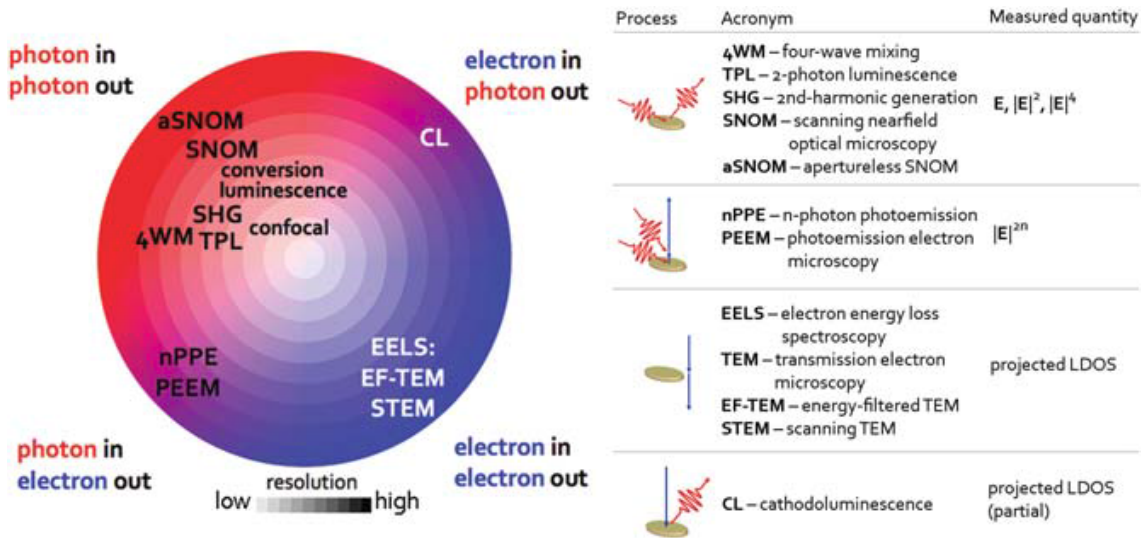 photon in
photon out
electron in
photon out
aSNOM
SNOM
conversion
luminescence
SHG
confocal
4WM TPL
CL
nPPE
PEEM
EELS:
EF-TEM
STEM
photon in
electron out
electron in
electron out
resolution
low high
Process Acronym Measured quantity
4WM – four-wave mixing
TPL – 2-photon luminescence
SHG – 2nd-harmonic generation
SNOM – scanning nearfield
optical microscopy
aSNOM – apertureless SNOM
E, |E|², |E|⁴
nPPE – n-photon photoemission
PEEM – photoemission electron
microscopy
|E|²ⁿ
EELS – electron energy loss
spectroscopy
TEM – transmission electron
microscopy
EF-TEM – energy-filtered TEM
STEM – scanning TEM
projected LDOS
CL – cathodoluminescence
projected LDOS
(partial)